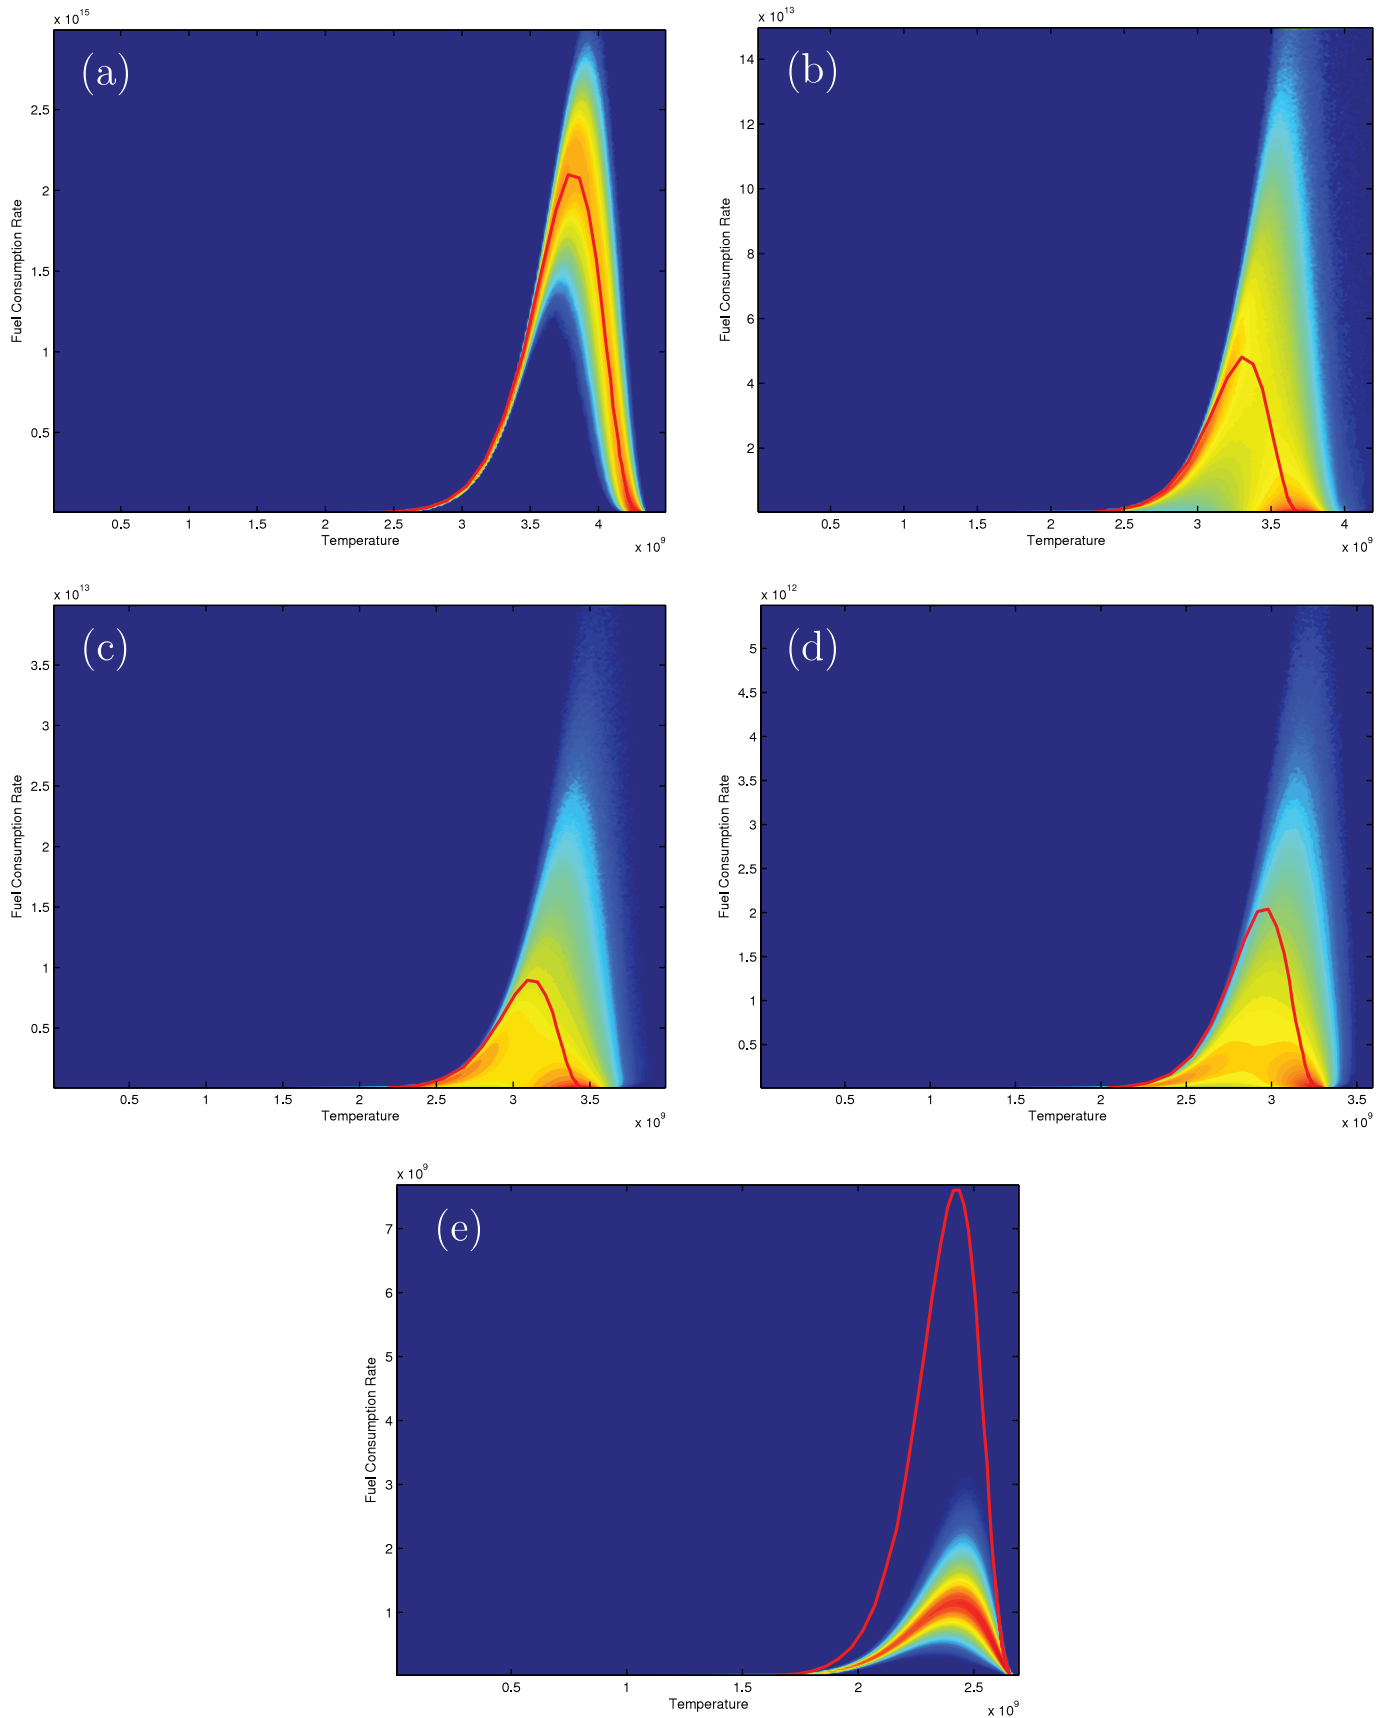 x 10^15
(a)
2.5
2
1.5
1
0.5
Fuel Consumption Rate
0.5 1 1.5 2 2.5 3 3.5 4
Temperature
x 10^9
x 10^13
(b)
14
12
10
8
6
4
2
Fuel Consumption Rate
0.5 1 1.5 2 2.5 3 3.5 4
Temperature
x 10^9
x 10^13
(c)
3.5
3
2.5
2
1.5
1
0.5
Fuel Consumption Rate
0.5 1 1.5 2 2.5 3 3.5
Temperature
x 10^9
x 10^12
(d)
5
4.5
4
3.5
3
2.5
2
1.5
1
0.5
Fuel Consumption Rate
0.5 1 1.5 2 2.5 3 3.5
Temperature
x 10^9
x 10^9
(e)
7
6
5
4
3
2
1
Fuel Consumption Rate
0.5 1 1.5 2 2.5
Temperature
x 10^9